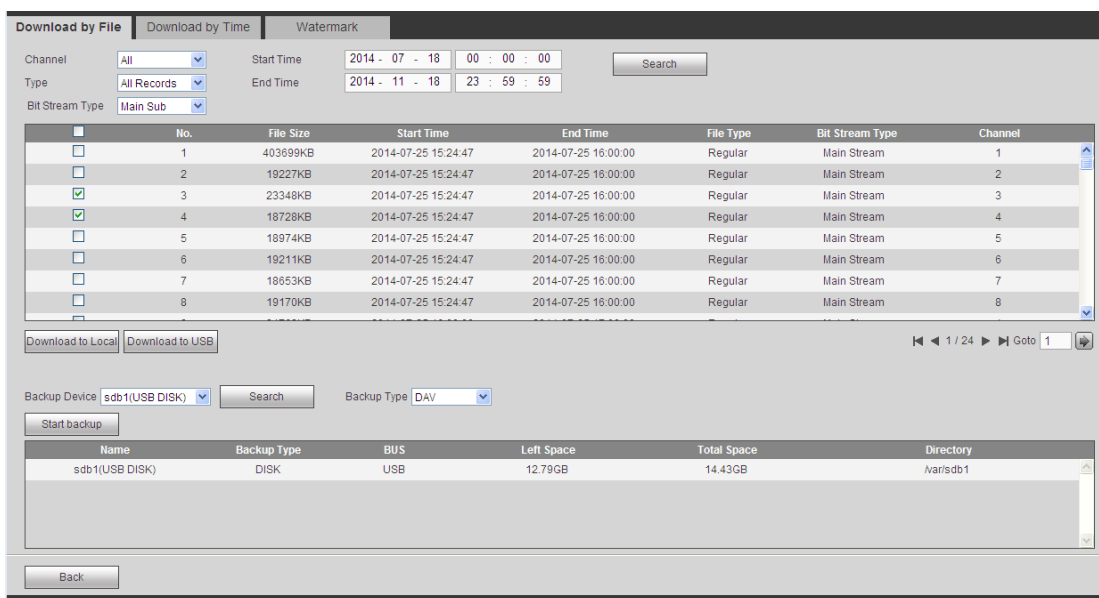 Download by File Download by Time Watermark
Channel All Start Time 2014 - 07 - 18 00 : 00 : 00 Search
Type All Records End Time 2014 - 11 - 18 23 : 59 : 59
Bit Stream Type Main Sub
No. File Size Start Time End Time File Type Bit Stream Type Channel
1 403699KB 2014-07-25 15:24:47 2014-07-25 16:00:00 Regular Main Stream 1
2 19227KB 2014-07-25 15:24:47 2014-07-25 16:00:00 Regular Main Stream 2
3 23348KB 2014-07-25 15:24:47 2014-07-25 16:00:00 Regular Main Stream 3
4 18728KB 2014-07-25 15:24:47 2014-07-25 16:00:00 Regular Main Stream 4
5 18974KB 2014-07-25 15:24:47 2014-07-25 16:00:00 Regular Main Stream 5
6 19211KB 2014-07-25 15:24:47 2014-07-25 16:00:00 Regular Main Stream 6
7 18653KB 2014-07-25 15:24:47 2014-07-25 16:00:00 Regular Main Stream 7
8 19170KB 2014-07-25 15:24:47 2014-07-25 16:00:00 Regular Main Stream 8
Download to Local Download to USB 1 / 24 Goto 1
Backup Device sdb1(USB DISK) Search Backup Type DAV
Start backup
Name Backup Type BUS Left Space Total Space Directory
sdb1(USB DISK) DISK USB 12.79GB 14.43GB /var/sdb1
Back